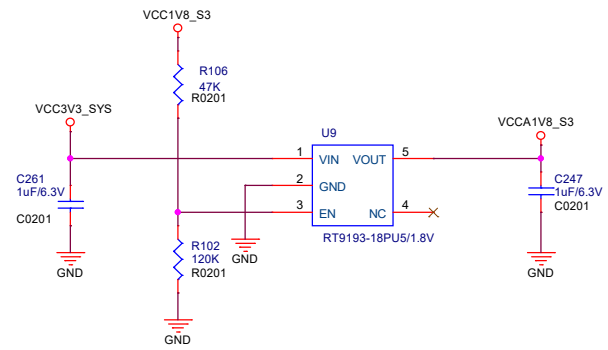 VCC1V8_S3
R106
47K
R0201
VCC3V3_SYS
VCCA1V8_S3
U9
1
VIN
VOUT
5
C261
1uF/6.3V
C0201
2
GND
C247
1uF/6.3V
C0201
3
EN
NC
4
R102
120K
R0201
RT9193-18PU5/1.8V
GND
GND
GND
GND